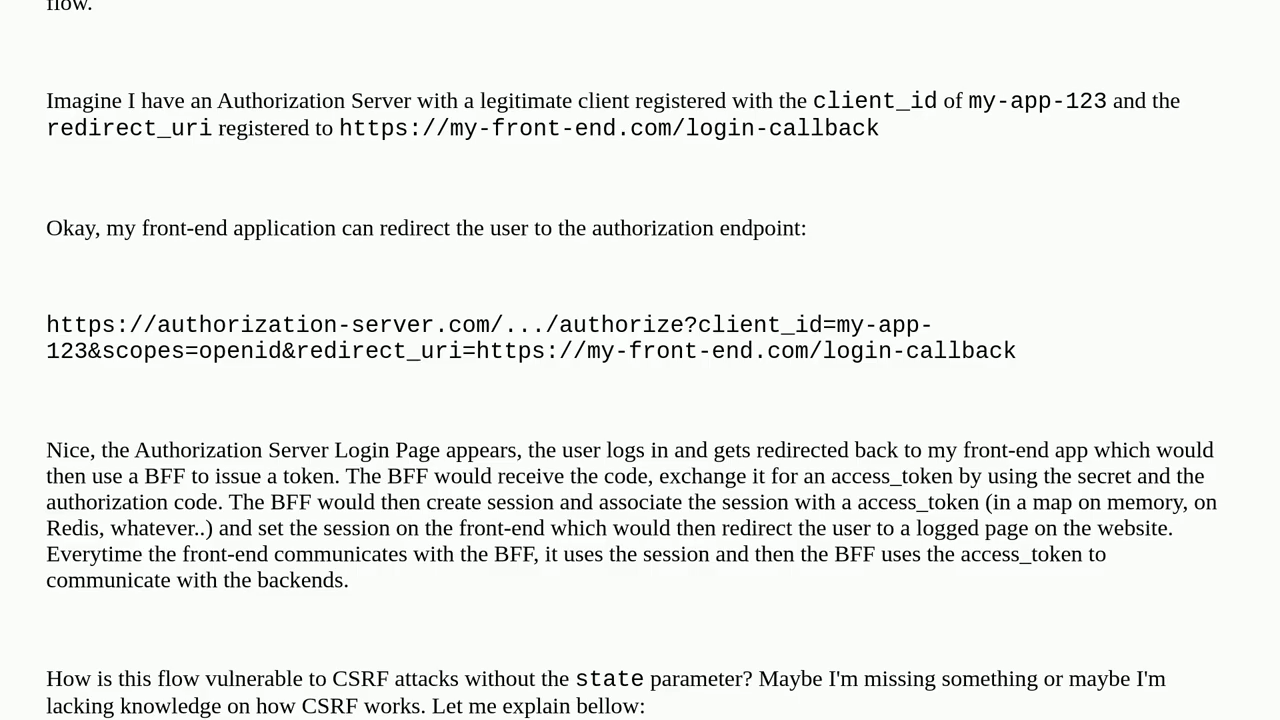 flow.
Imagine I have an Authorization Server with a legitimate client registered with the client_id of my-app-123 and the
redirect_uri registered to https://my-front-end.com/login-callback
Okay, my front-end application can redirect the user to the authorization endpoint:
https://authorization-server.com/.../authorize?client_id=my-app-
123&scopes=openid&redirect_uri=https://my-front-end.com/login-callback
Nice, the Authorization Server Login Page appears, the user logs in and gets redirected back to my front-end app which would
then use a BFF to issue a token. The BFF would receive the code, exchange it for an access_token by using the secret and the
authorization code. The BFF would then create session and associate the session with a access_token (in a map on memory, on
Redis, whatever..) and set the session on the front-end which would then redirect the user to a logged page on the website.
Everytime the front-end communicates with the BFF, it uses the session and then the BFF uses the access_token to
communicate with the backends.
How is this flow vulnerable to CSRF attacks without the state parameter? Maybe I'm missing something or maybe I'm
lacking knowledge on how CSRF works. Let me explain bellow: